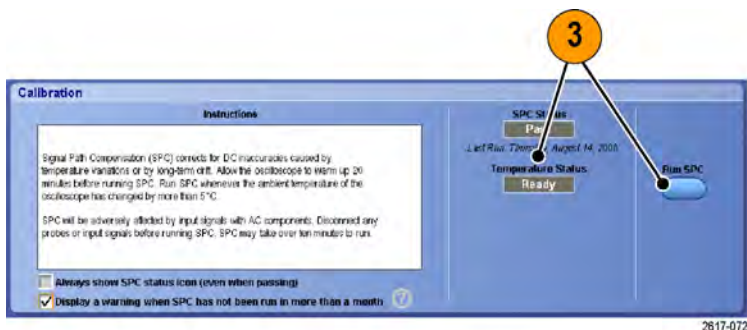 3
Calibration
Instructions
Signal Path Compensation (SPC) corrects for DC inaccuracies caused by
temperature variations or by long-term drift. Allow the oscilloscope to warm up 20
minutes before running SPC. Run SPC whenever the ambient temperature of the
oscilloscope has changed by more than 5°C.
SPC will be adversely affected by input signals with AC components. Disconnect any
probes or input signals before running SPC. SPC may take over ten minutes to run.
Always show SPC status icon (even when passing)
Display a warning when SPC has not been run in more than a month ?
SPC Status
Pass
Last Run: Thursday, August 14,
Temperature Status
Ready
Run SPC
2617-072